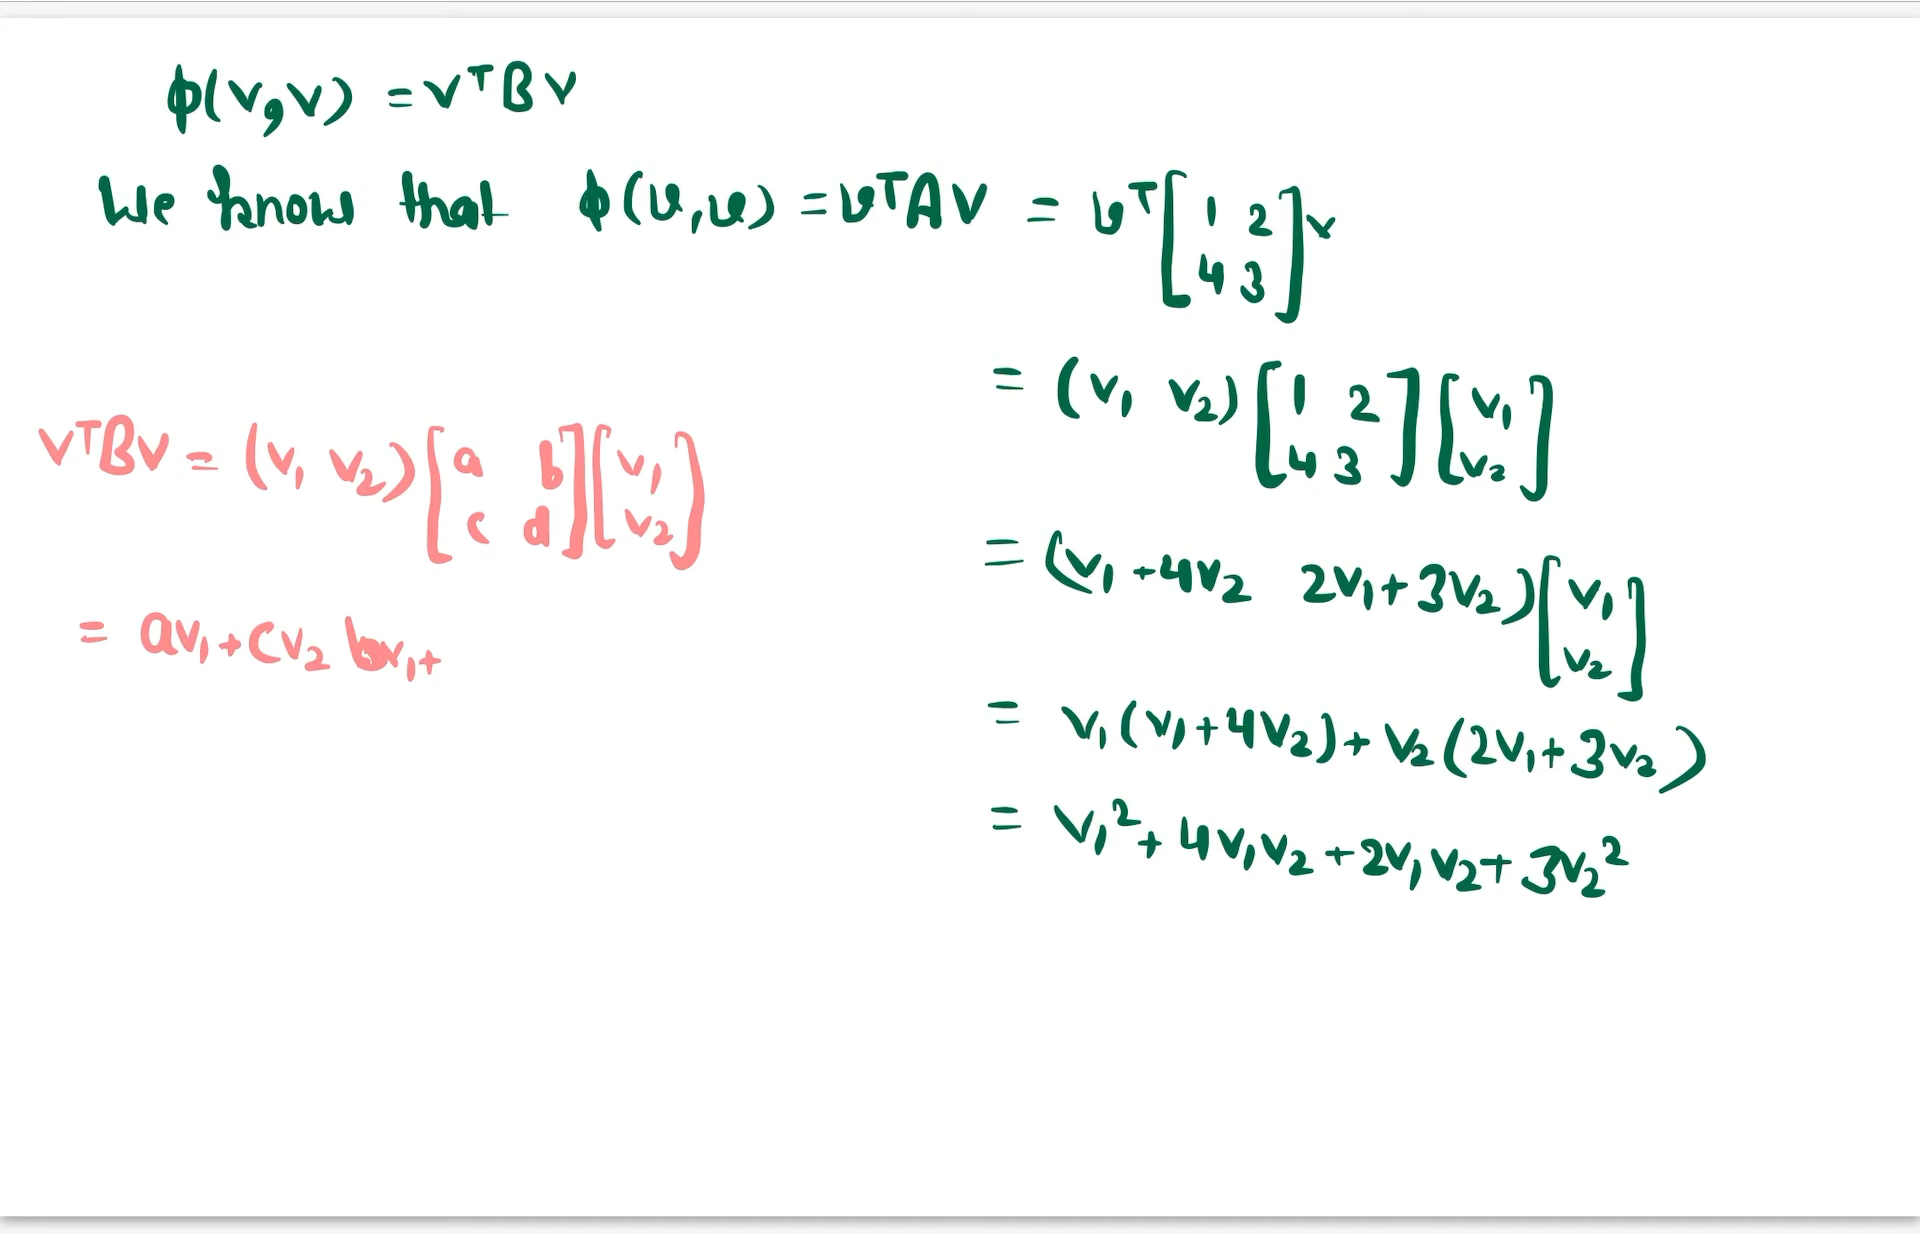 ϕ(v,v) = vᵀBv
We know that ϕ(v,v) = vᵀAv = vᵀ[1 2; 4 3]v
= (v₁ v₂)[1 2; 4 3][v₁; v₂]
= (v₁+4v₂ 2v₁+3v₂)[v₁; v₂]
= v₁(v₁+4v₂)+v₂(2v₁+3v₂)
= v₁²+4v₁v₂+2v₁v₂+3v₂²
vᵀBv = (v₁ v₂)[a b; c d][v₁; v₂]
= av₁+cv₂ bv₁+